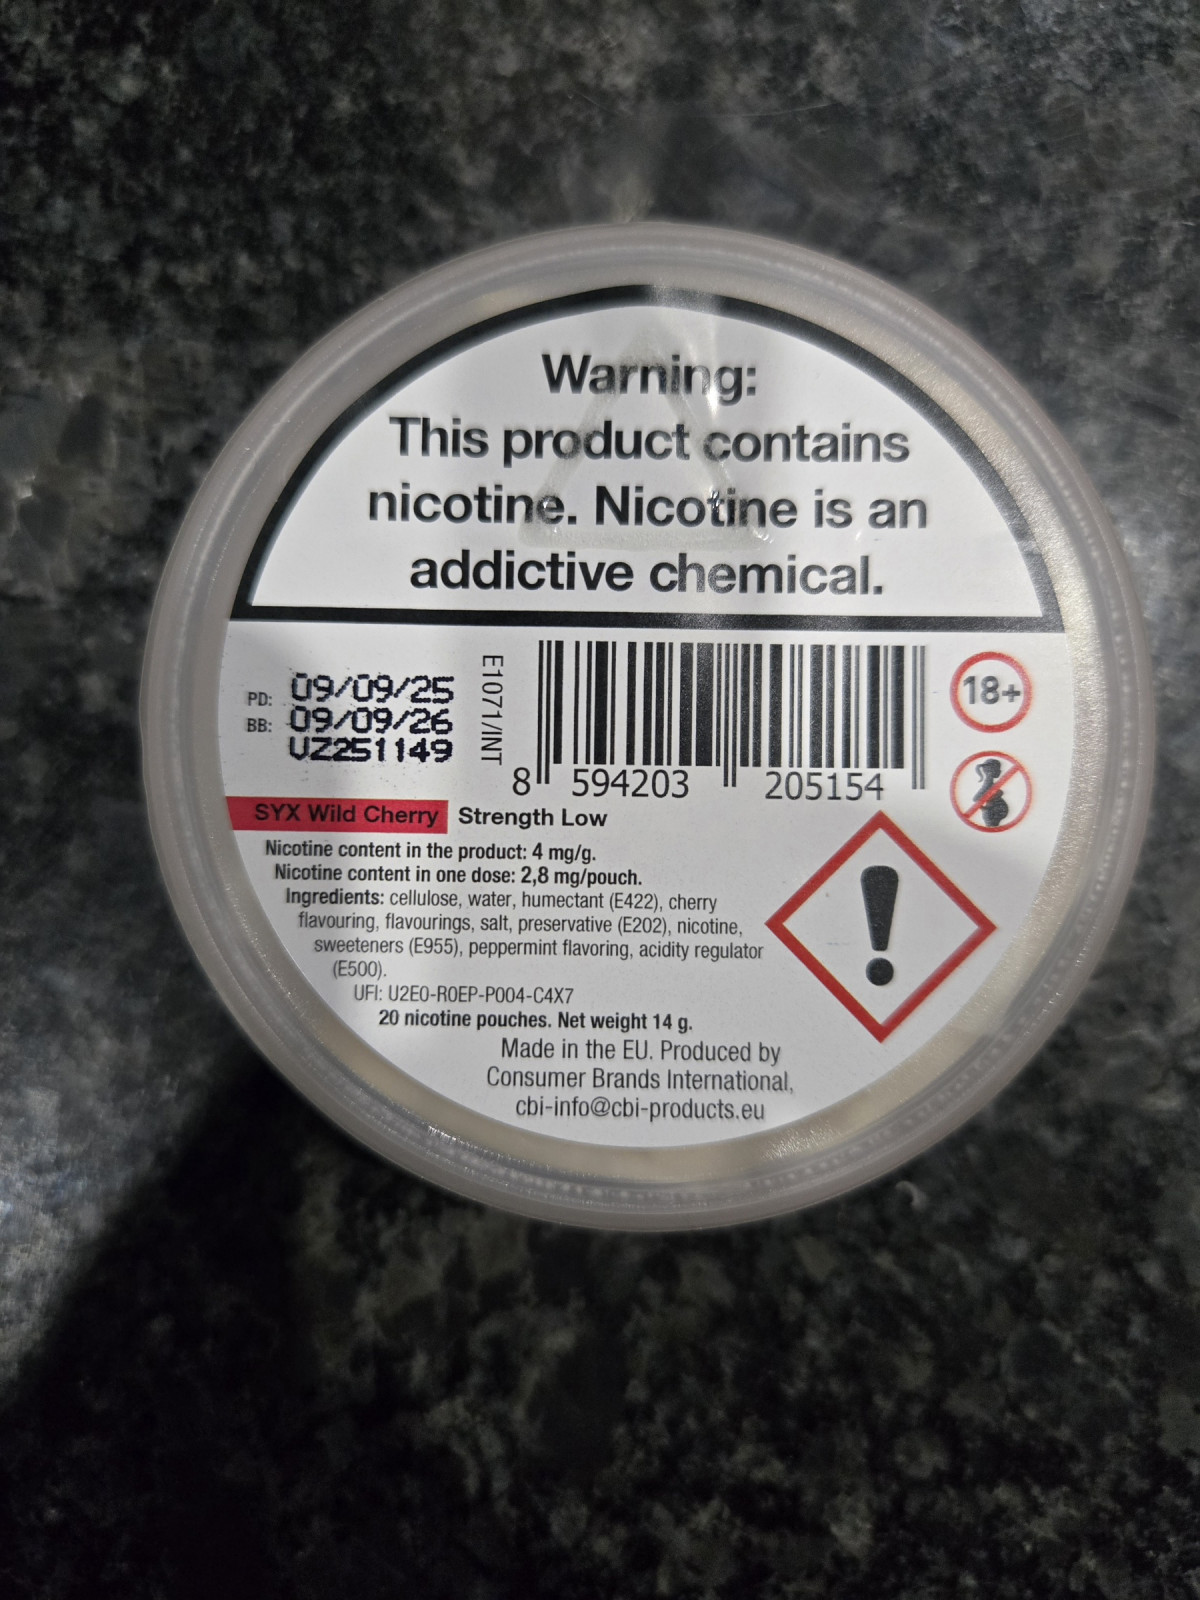 Warning:
This product contains
nicotine. Nicotine is an
addictive chemical.
PD: 09/09/25
BB: 09/09/26
UZ251149
E1071/INT
8 594203 205154
18+
SYX Wild Cherry Strength Low
Nicotine content in the product: 4 mg/g.
Nicotine content in one dose: 2,8 mg/pouch.
Ingredients: cellulose, water, humectant (E422), cherry
flavouring, flavourings, salt, preservative (E202), nicotine,
sweeteners (E955), peppermint flavoring, acidity regulator
(E500).
UFI: U2E0-R0EP-P004-C4X7
20 nicotine pouches. Net weight 14 g.
Made in the EU. Produced by
Consumer Brands International,
cbi-info@cbi-products.eu